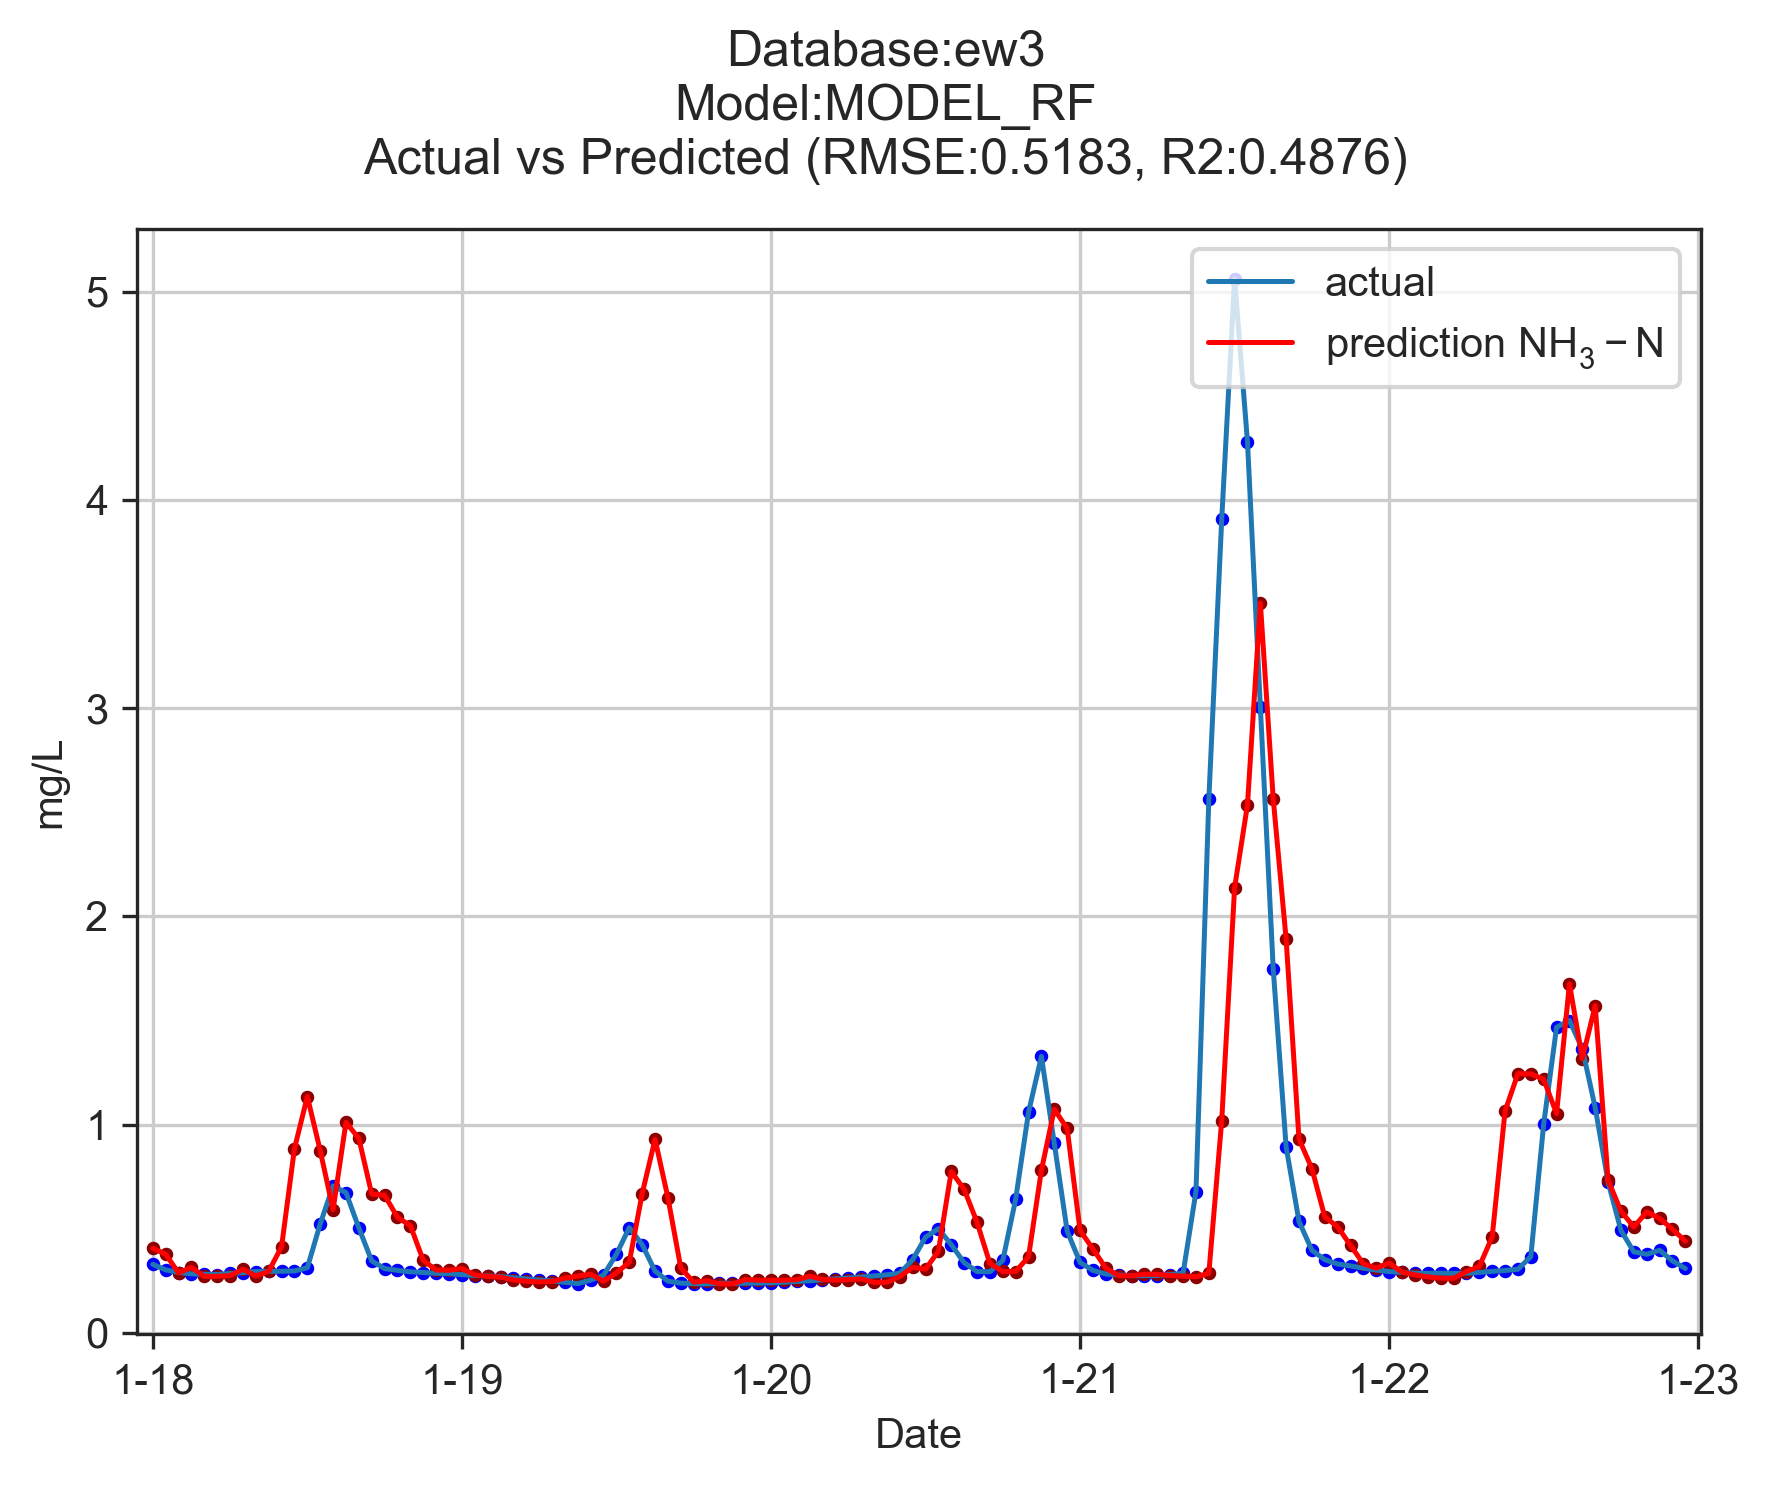 Database:ew3
Model:MODEL_RF
Actual vs Predicted (RMSE:0.5183, R2:0.4876)
actual
prediction NH₃ − N
5
4
3
2
1
0
mg/L
1-18 1-19 1-20 1-21 1-22 1-23
Date